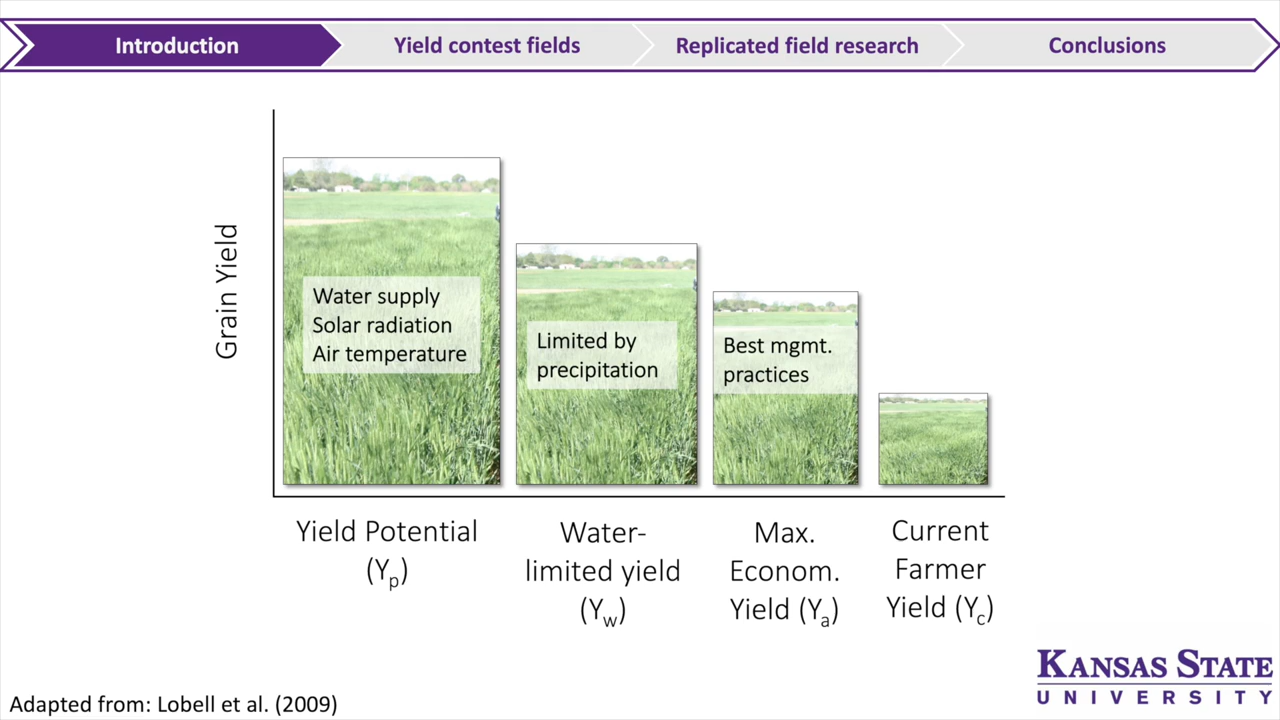 Introduction
Yield contest fields
Replicated field research
Conclusions
Grain Yield
Water supply
Solar radiation
Air temperature
Limited by
precipitation
Best mgmt.
practices
Yield Potential
(Yp)
Water-
limited yield
(Yw)
Max.
Econom.
Yield (Ya)
Current
Farmer
Yield (Yc)
KANSAS STATE
UNIVERSITY
Adapted from: Lobell et al. (2009)